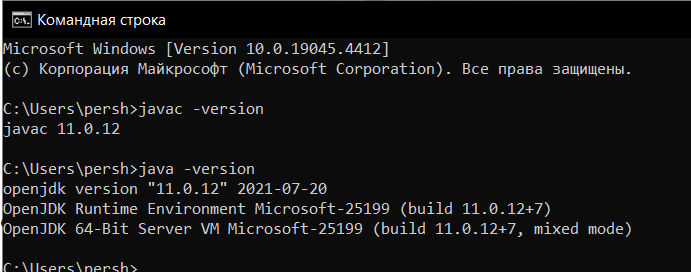 Командная строка
Microsoft Windows [Version 10.0.19045.4412]
(c) Корпорация Майкрософт (Microsoft Corporation). Все права защищены.
C:\Users\persh>javac -version
javac 11.0.12
C:\Users\persh>java -version
openjdk version "11.0.12" 2021-07-20
OpenJDK Runtime Environment Microsoft-25199 (build 11.0.12+7)
OpenJDK 64-Bit Server VM Microsoft-25199 (build 11.0.12+7, mixed mode)
C:\Users\persh>